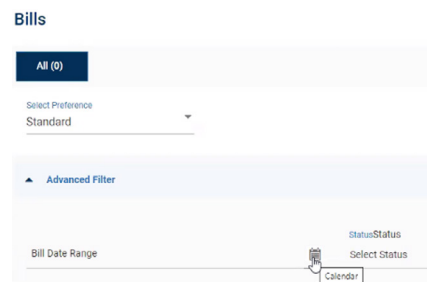 Bills
All (0)
Select Preference
Standard
Advanced Filter
StatusStatus
Bill Date Range
Select Status
Calendar